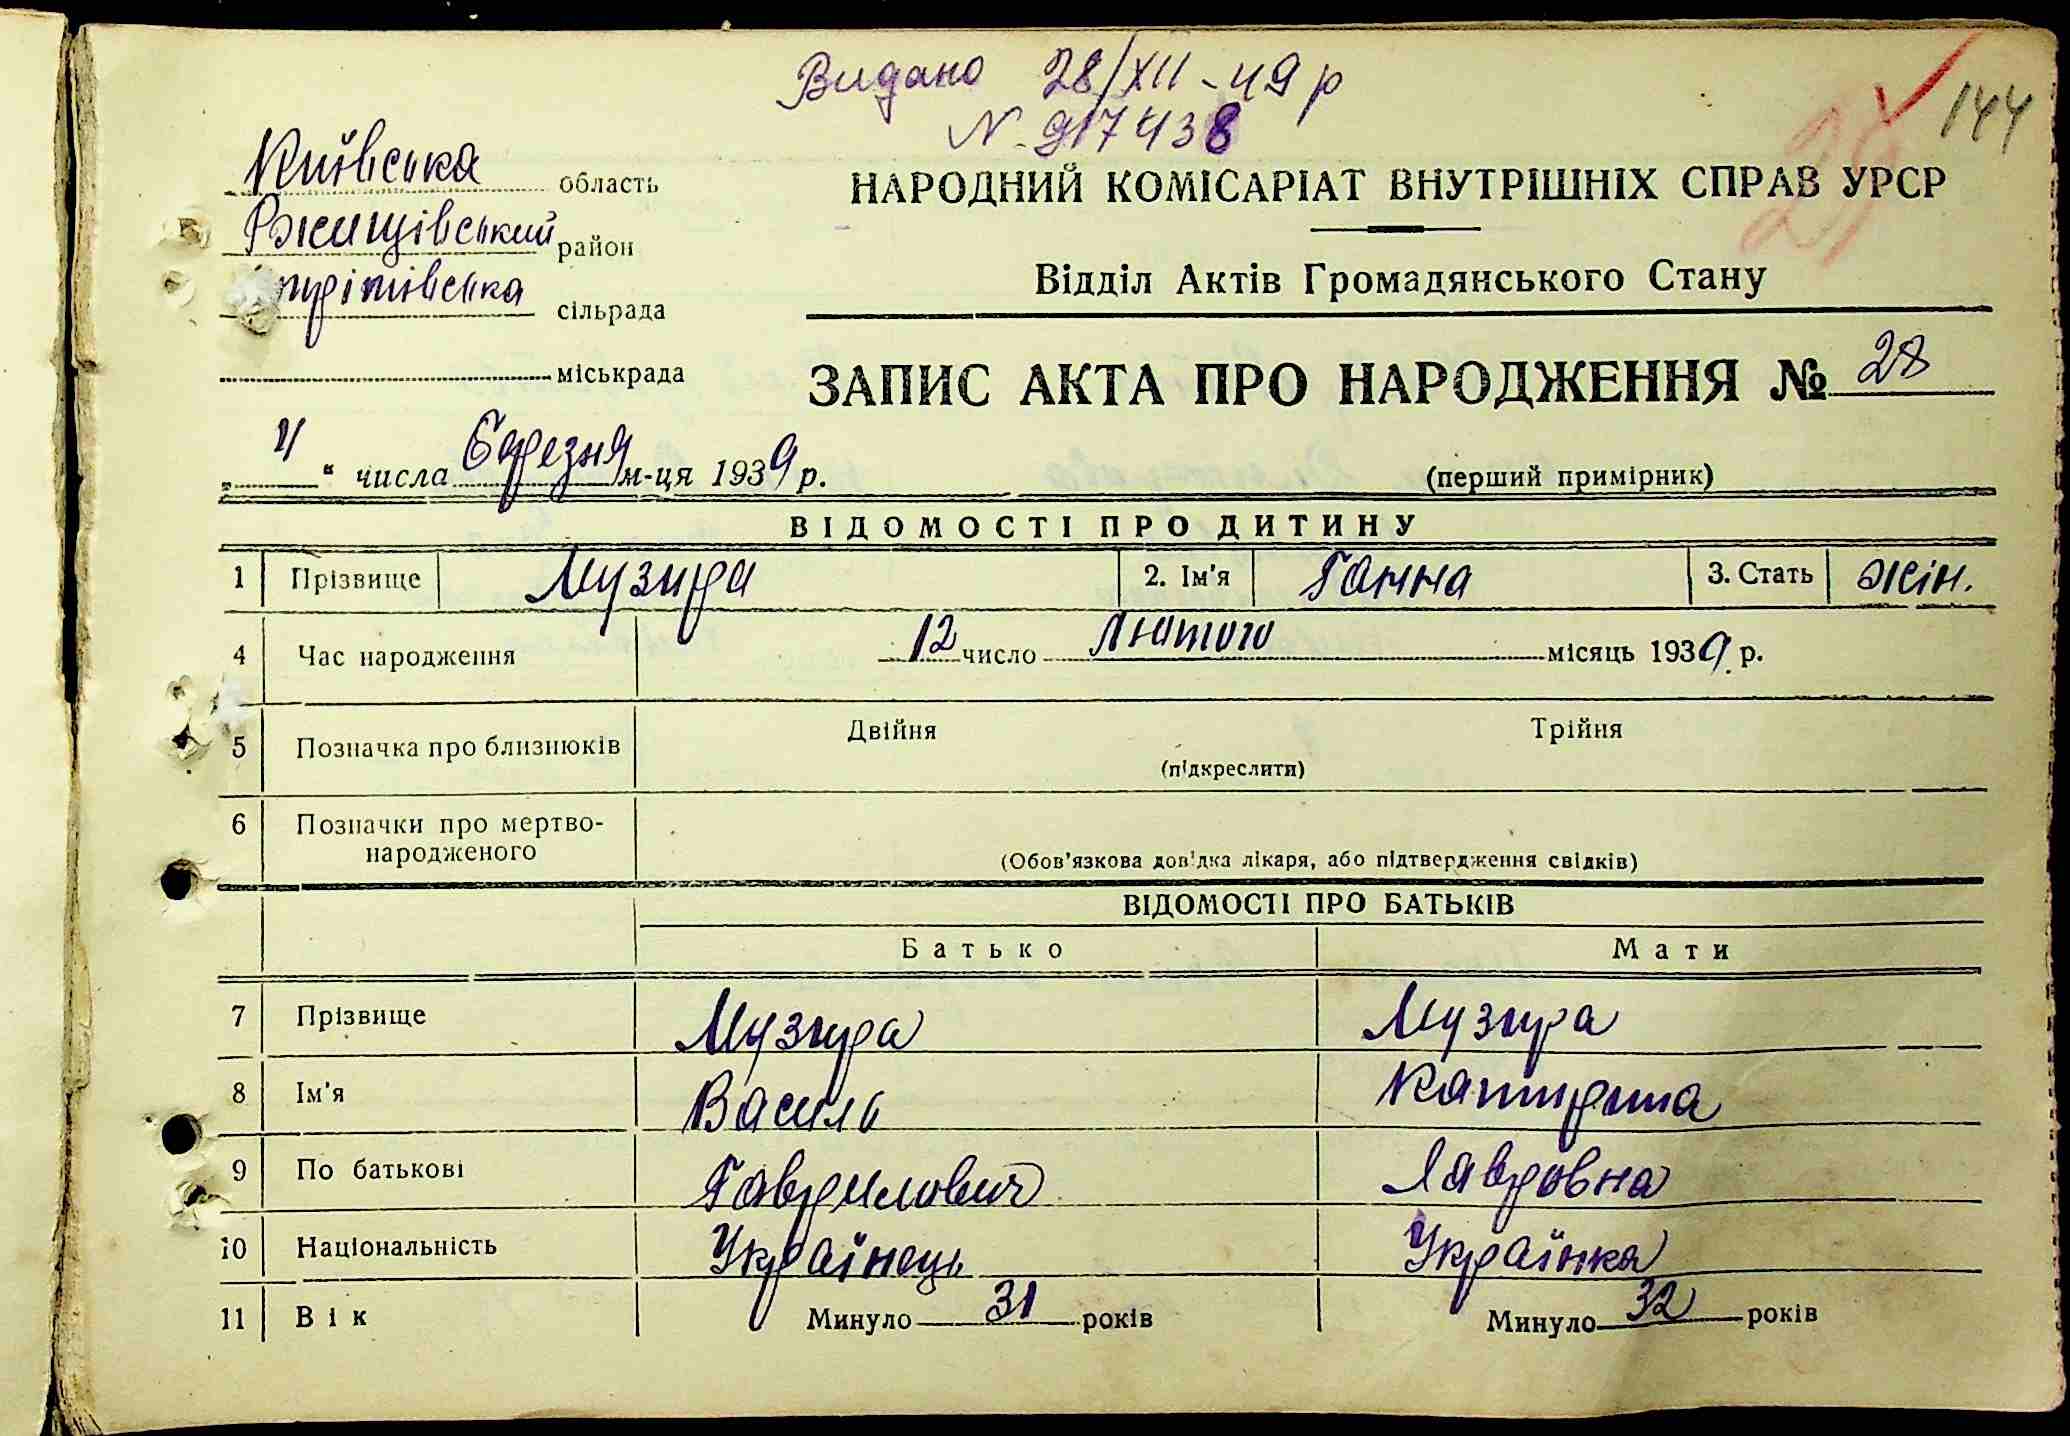 Видано 28/XII - 49 р
N - 917438
144
28
Київська область
Ржищівський район
сільрада
міськрада
НАРОДНИЙ КОМІСАРІАТ ВНУТРІШНІХ СПРАВ УРСР
Відділ Актів Громадянського Стану
ЗАПИС АКТА ПРО НАРОДЖЕННЯ № 28
„ 4 " числа Березня м-ця 1939 р.
(перший примірник)
ВІДОМОСТІ ПРО ДИТИНУ
1 Прізвище Музира 2. Ім'я Ганна 3. Стать жін.
4 Час народження 12 число Лютого місяць 1939 р.
5 Позначка про близнюків Двійня Трійня
(підкреслити)
6 Позначки про мертво-
народженого
(Обов'язкова довідка лікаря, або підтвердження свідків)
ВІДОМОСТІ ПРО БАТЬКІВ
Батько Мати
7 Прізвище Музира Музира
8 Ім'я Василь Катирина
9 По батькові Гаврилович Лавровна
10 Національність Українець Українка
11 Вік Минуло 31 років Минуло 32 років